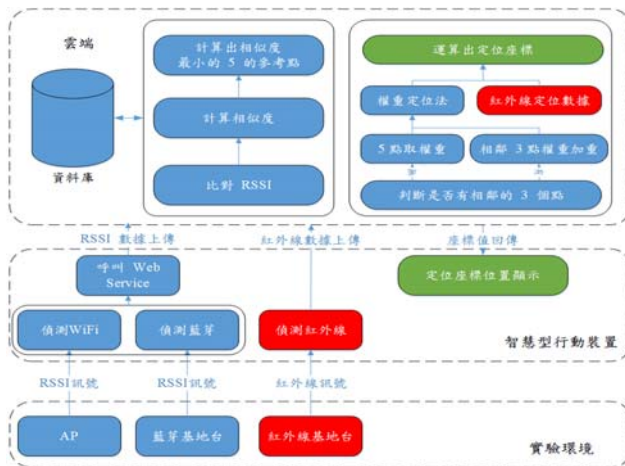 雲端
資料庫
計算出相似度
最小的 5 的參考點
計算相似度
比對 RSSI
運算出定位座標
權重定位法
紅外線定位數據
5點取權重
相鄰 3 點權重加重
判斷是否有相鄰的 3 個點
RSSI 數據上傳
紅外線數據上傳
座標值回傳
呼叫 Web
Service
定位座標位置顯示
偵測WiFi
偵測藍芽
偵測紅外線
智慧型行動裝置
RSSI訊號
RSSI訊號
紅外線訊號
AP
藍芽基地台
紅外線基地台
實驗環境